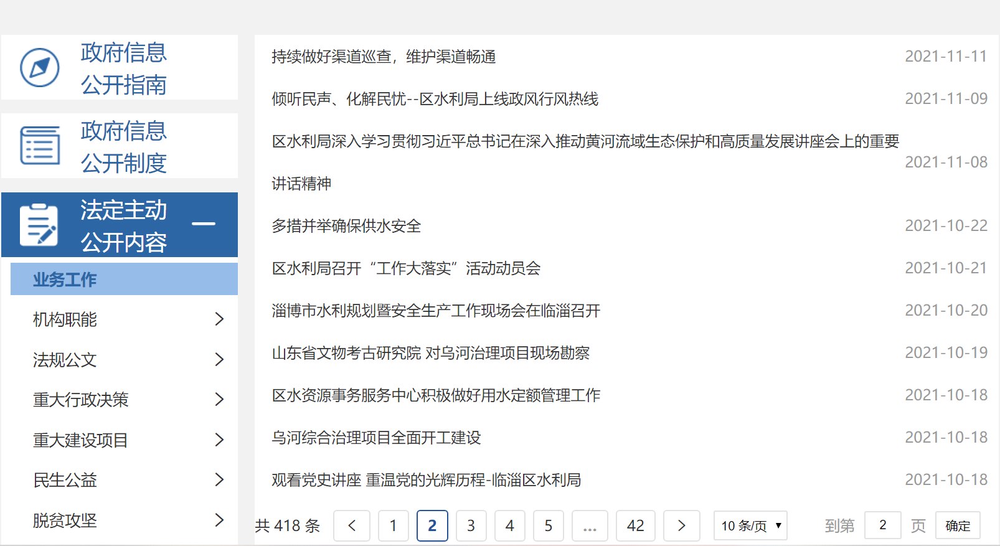 政府信息
公开指南
政府信息
公开制度
法定主动
公开内容
业务工作
机构职能
法规公文
重大行政决策
重大建设项目
民生公益
脱贫攻坚
持续做好渠道巡查，维护渠道畅通 2021-11-11
倾听民声、化解民忧--区水利局上线政风行风热线 2021-11-09
区水利局深入学习贯彻习近平总书记在深入推动黄河流域生态保护和高质量发展讲座会上的重要
讲话精神 2021-11-08
多措并举确保供水安全 2021-10-22
区水利局召开“工作大落实”活动动员会 2021-10-21
淄博市水利规划暨安全生产工作现场会在临淄召开 2021-10-20
山东省文物考古研究院 对乌河治理项目现场勘察 2021-10-19
区水资源事务服务中心积极做好用水定额管理工作 2021-10-18
乌河综合治理项目全面开工建设 2021-10-18
观看党史讲座 重温党的光辉历程-临淄区水利局 2021-10-18
共 418 条 < 1 2 3 4 5 ... 42 > 10 条/页 到第 2 页 确定